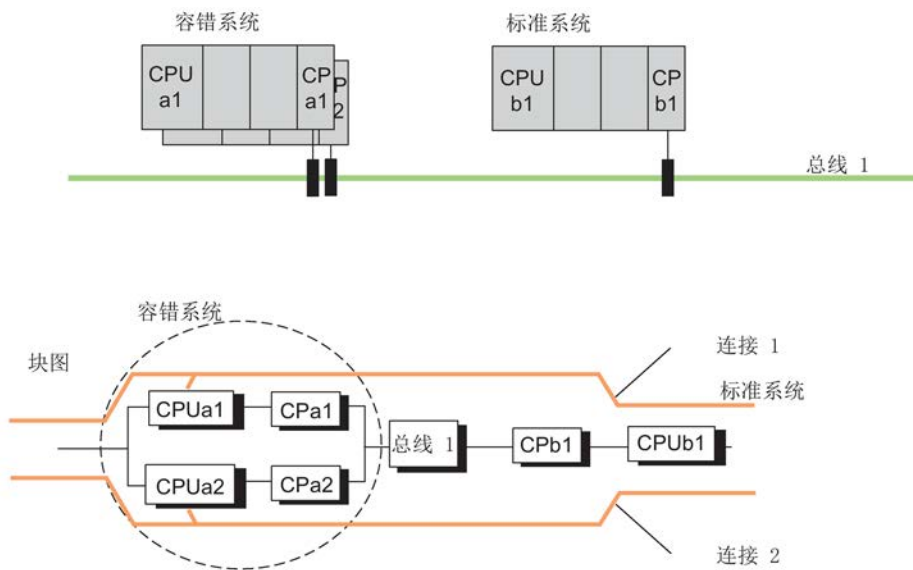 容错系统
标准系统
CPU
a1
CP
a1
P
2
CPU
b1
CP
b1
总线 1
容错系统
块图
连接 1
标准系统
CPUa1
CPa1
总线 1
CPb1
CPUb1
CPUa2
CPa2
连接 2